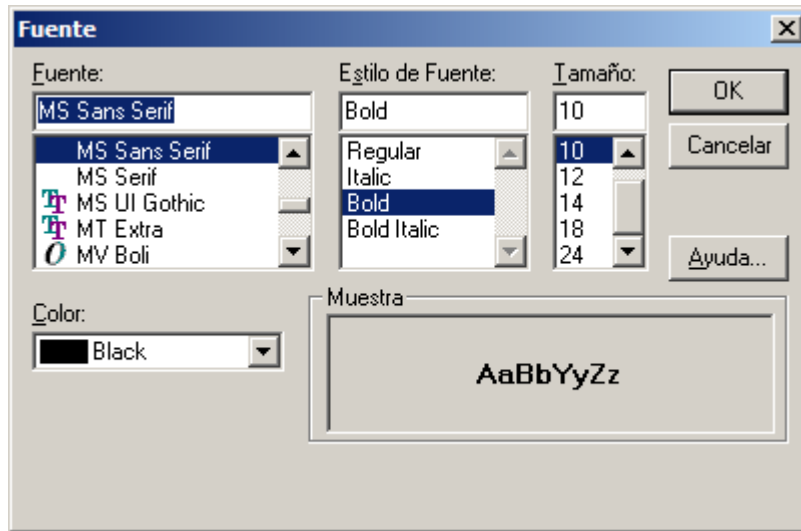 Fuente
Fuente:
MS Sans Serif
MS Sans Serif
MS Serif
MS UI Gothic
MT Extra
MV Boli
Estilo de Fuente:
Bold
Regular
Italic
Bold
Bold Italic
Tamaño:
10
10
12
14
18
24
OK
Cancelar
Ayuda...
Color:
Black
Muestra
AaBbYyZz